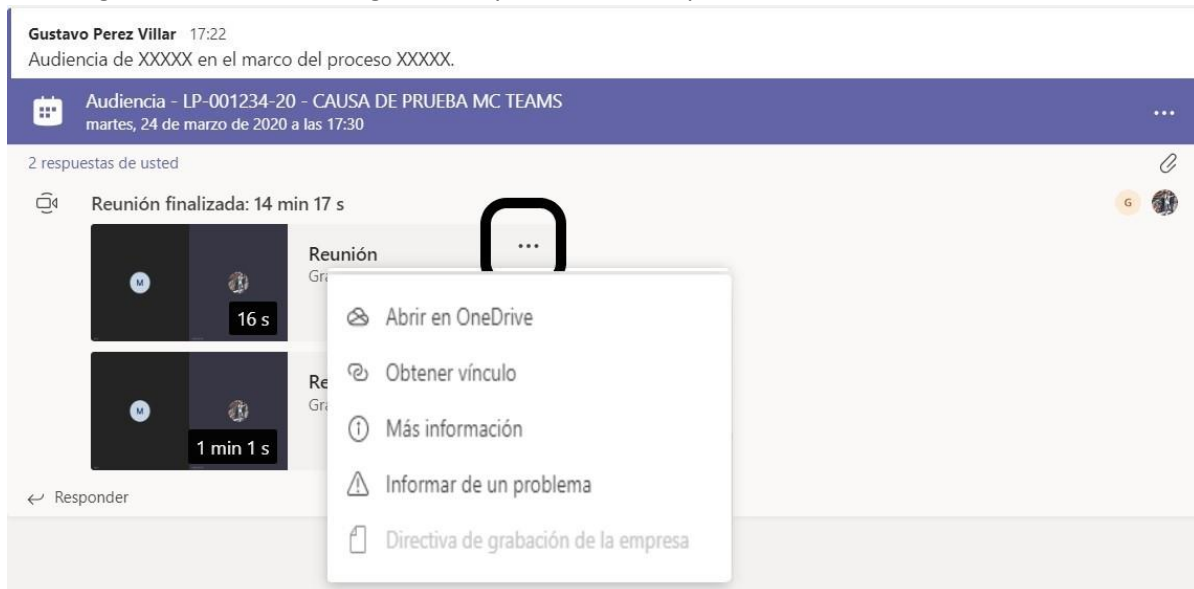 Gustavo Perez Villar 17:22
Audiencia de XXXXX en el marco del proceso XXXXX.
Audiencia - LP-001234-20 - CAUSA DE PRUEBA MC TEAMS
martes, 24 de marzo de 2020 a las 17:30
2 respuestas de usted
Reunión finalizada: 14 min 17 s
G
Reunión
M
16 s
Abrir en OneDrive
Obtener vínculo
M
1 min 1 s
Más información
Informar de un problema
Responder
Directiva de grabación de la empresa